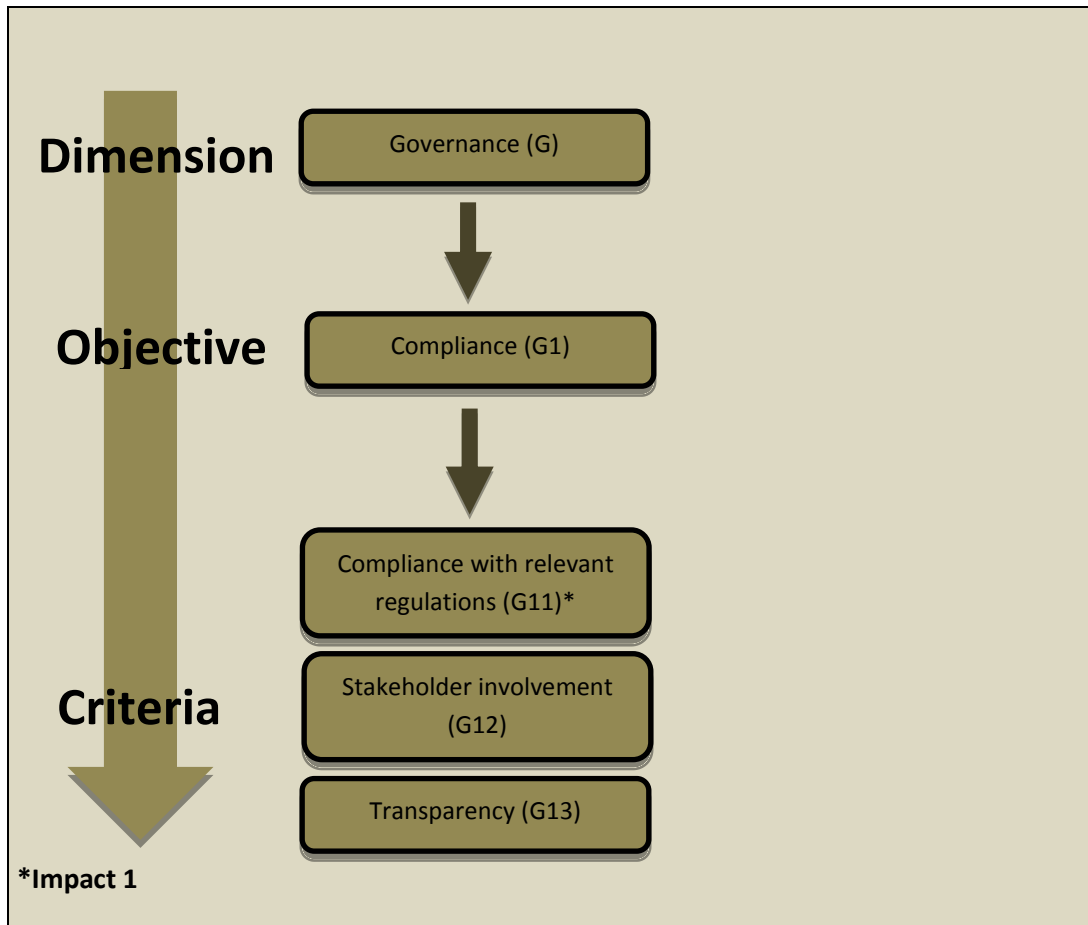 Dimension
Governance (G)
Objective
Compliance (G1)
Compliance with relevant
regulations (G11)*
Criteria
Stakeholder involvement
(G12)
Transparency (G13)
*Impact 1